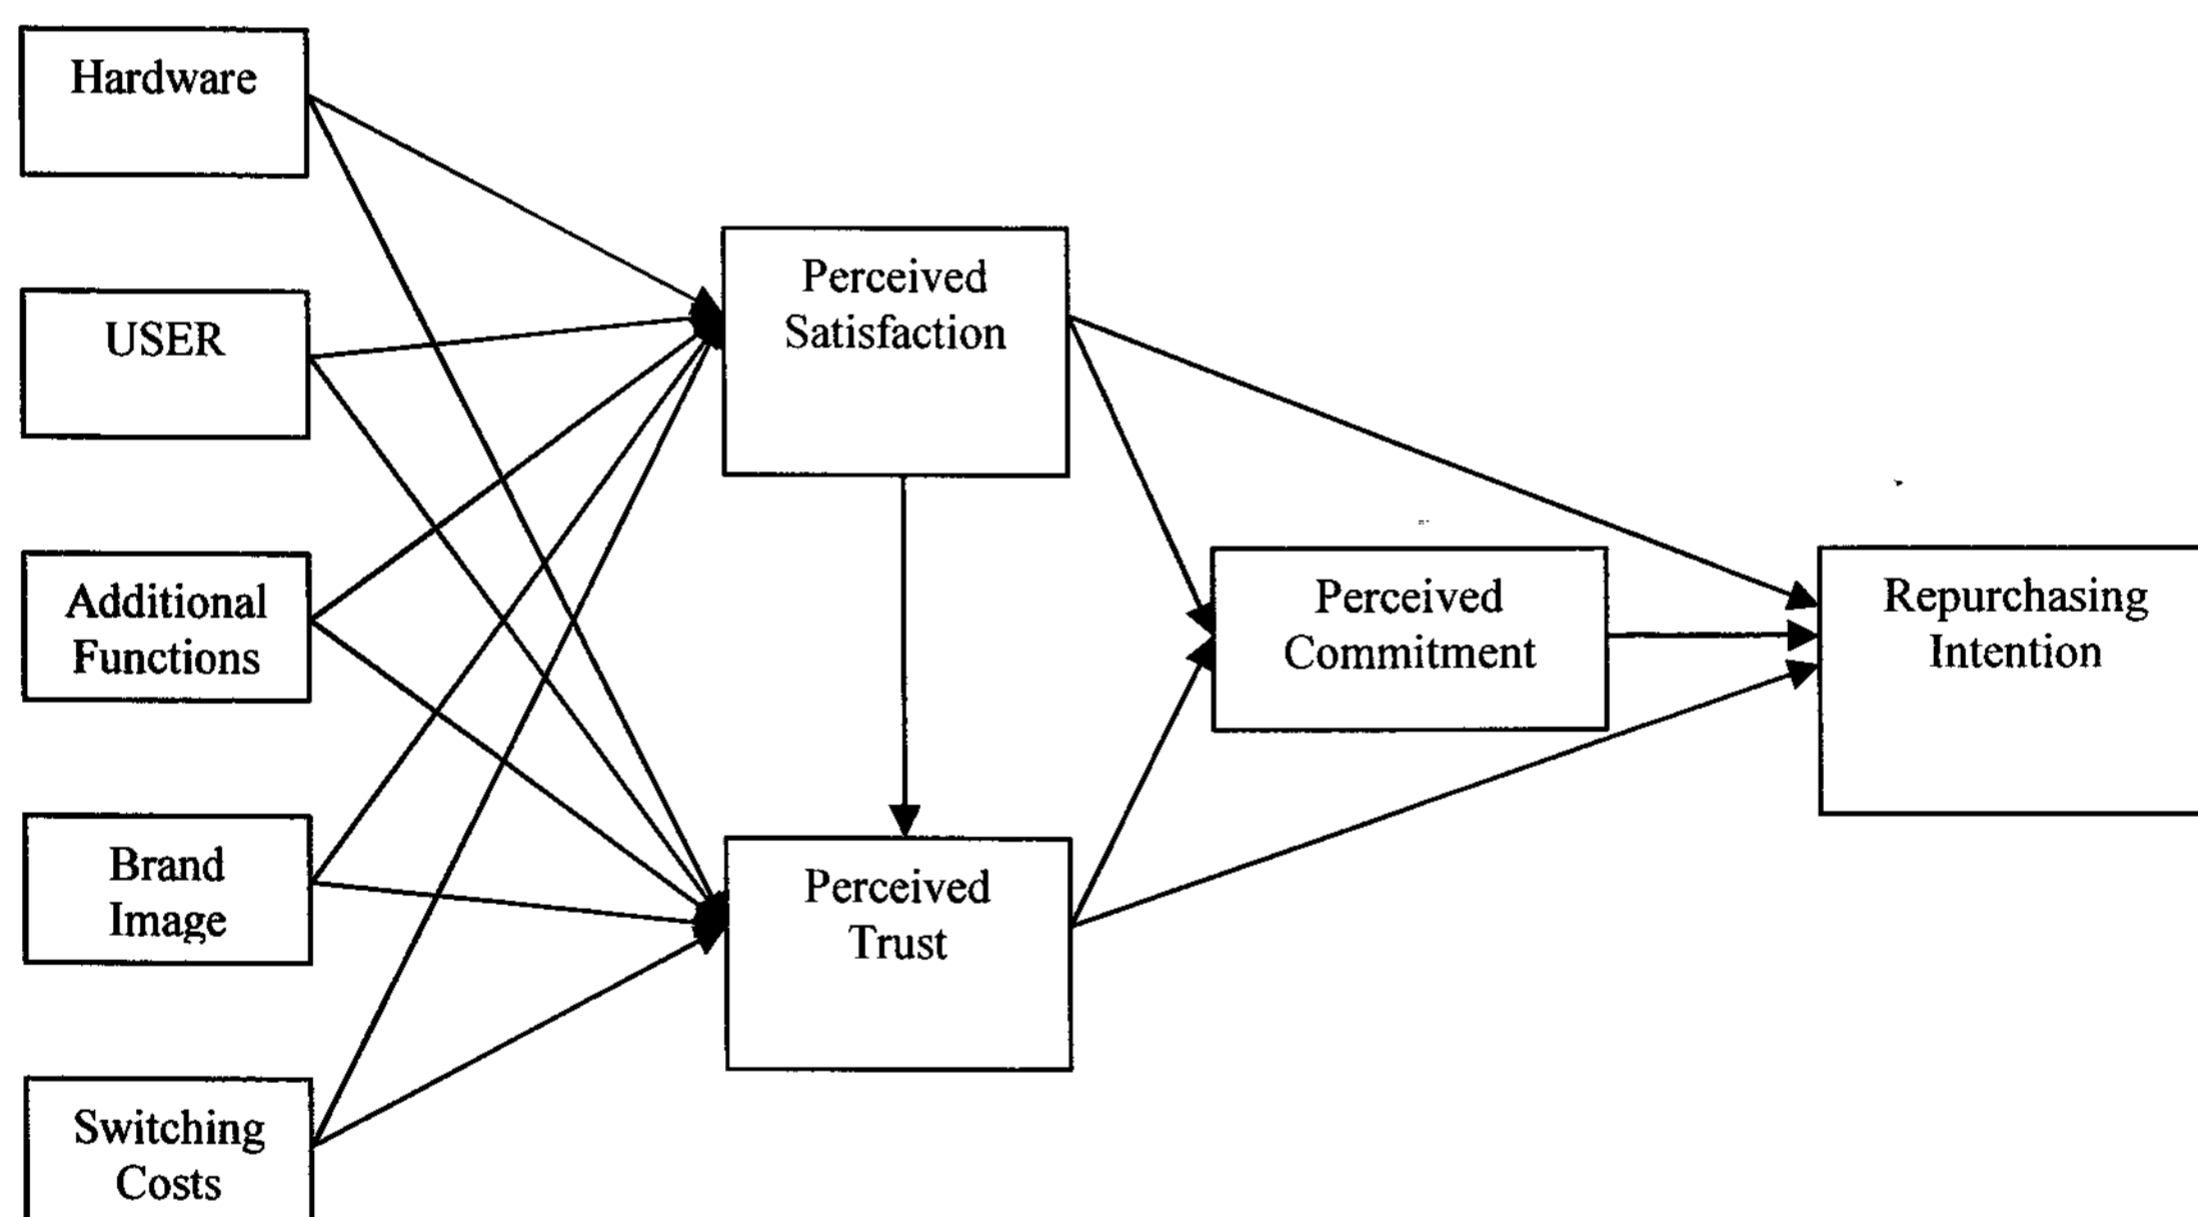 Hardware
USER
Additional
Functions
Brand
Image
Switching
Costs
Perceived
Satisfaction
Perceived
Trust
Perceived
Commitment
Repurchasing
Intention